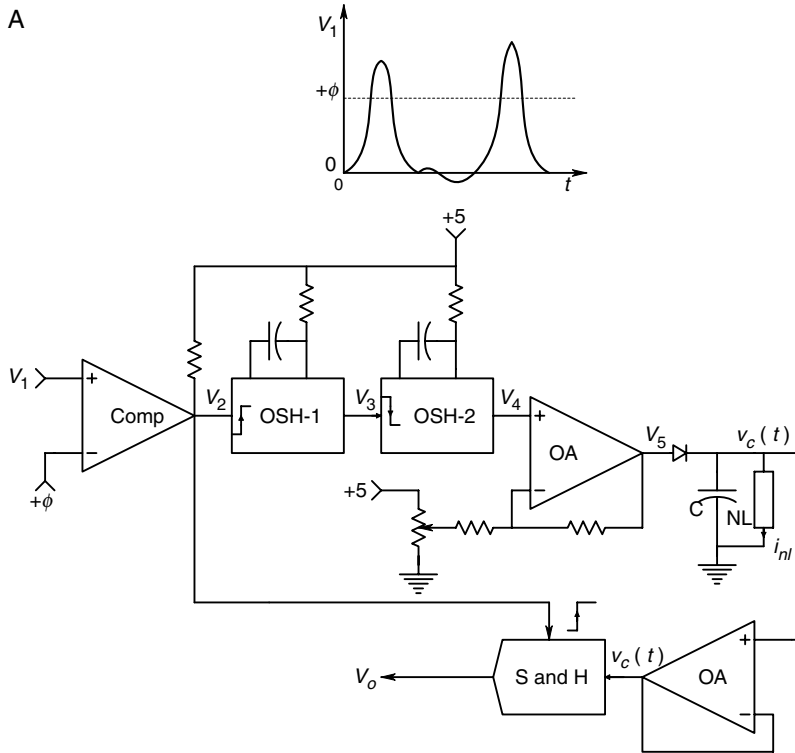 A
V1
+ϕ
0
0
t
+5
V1
+
Comp
−
+ϕ
V2
OSH-1
V3
OSH-2
V4
+
OA
−
V5
vc(t)
+5
C
NL
inl
Vo
S and H
vc(t)
+
OA
−